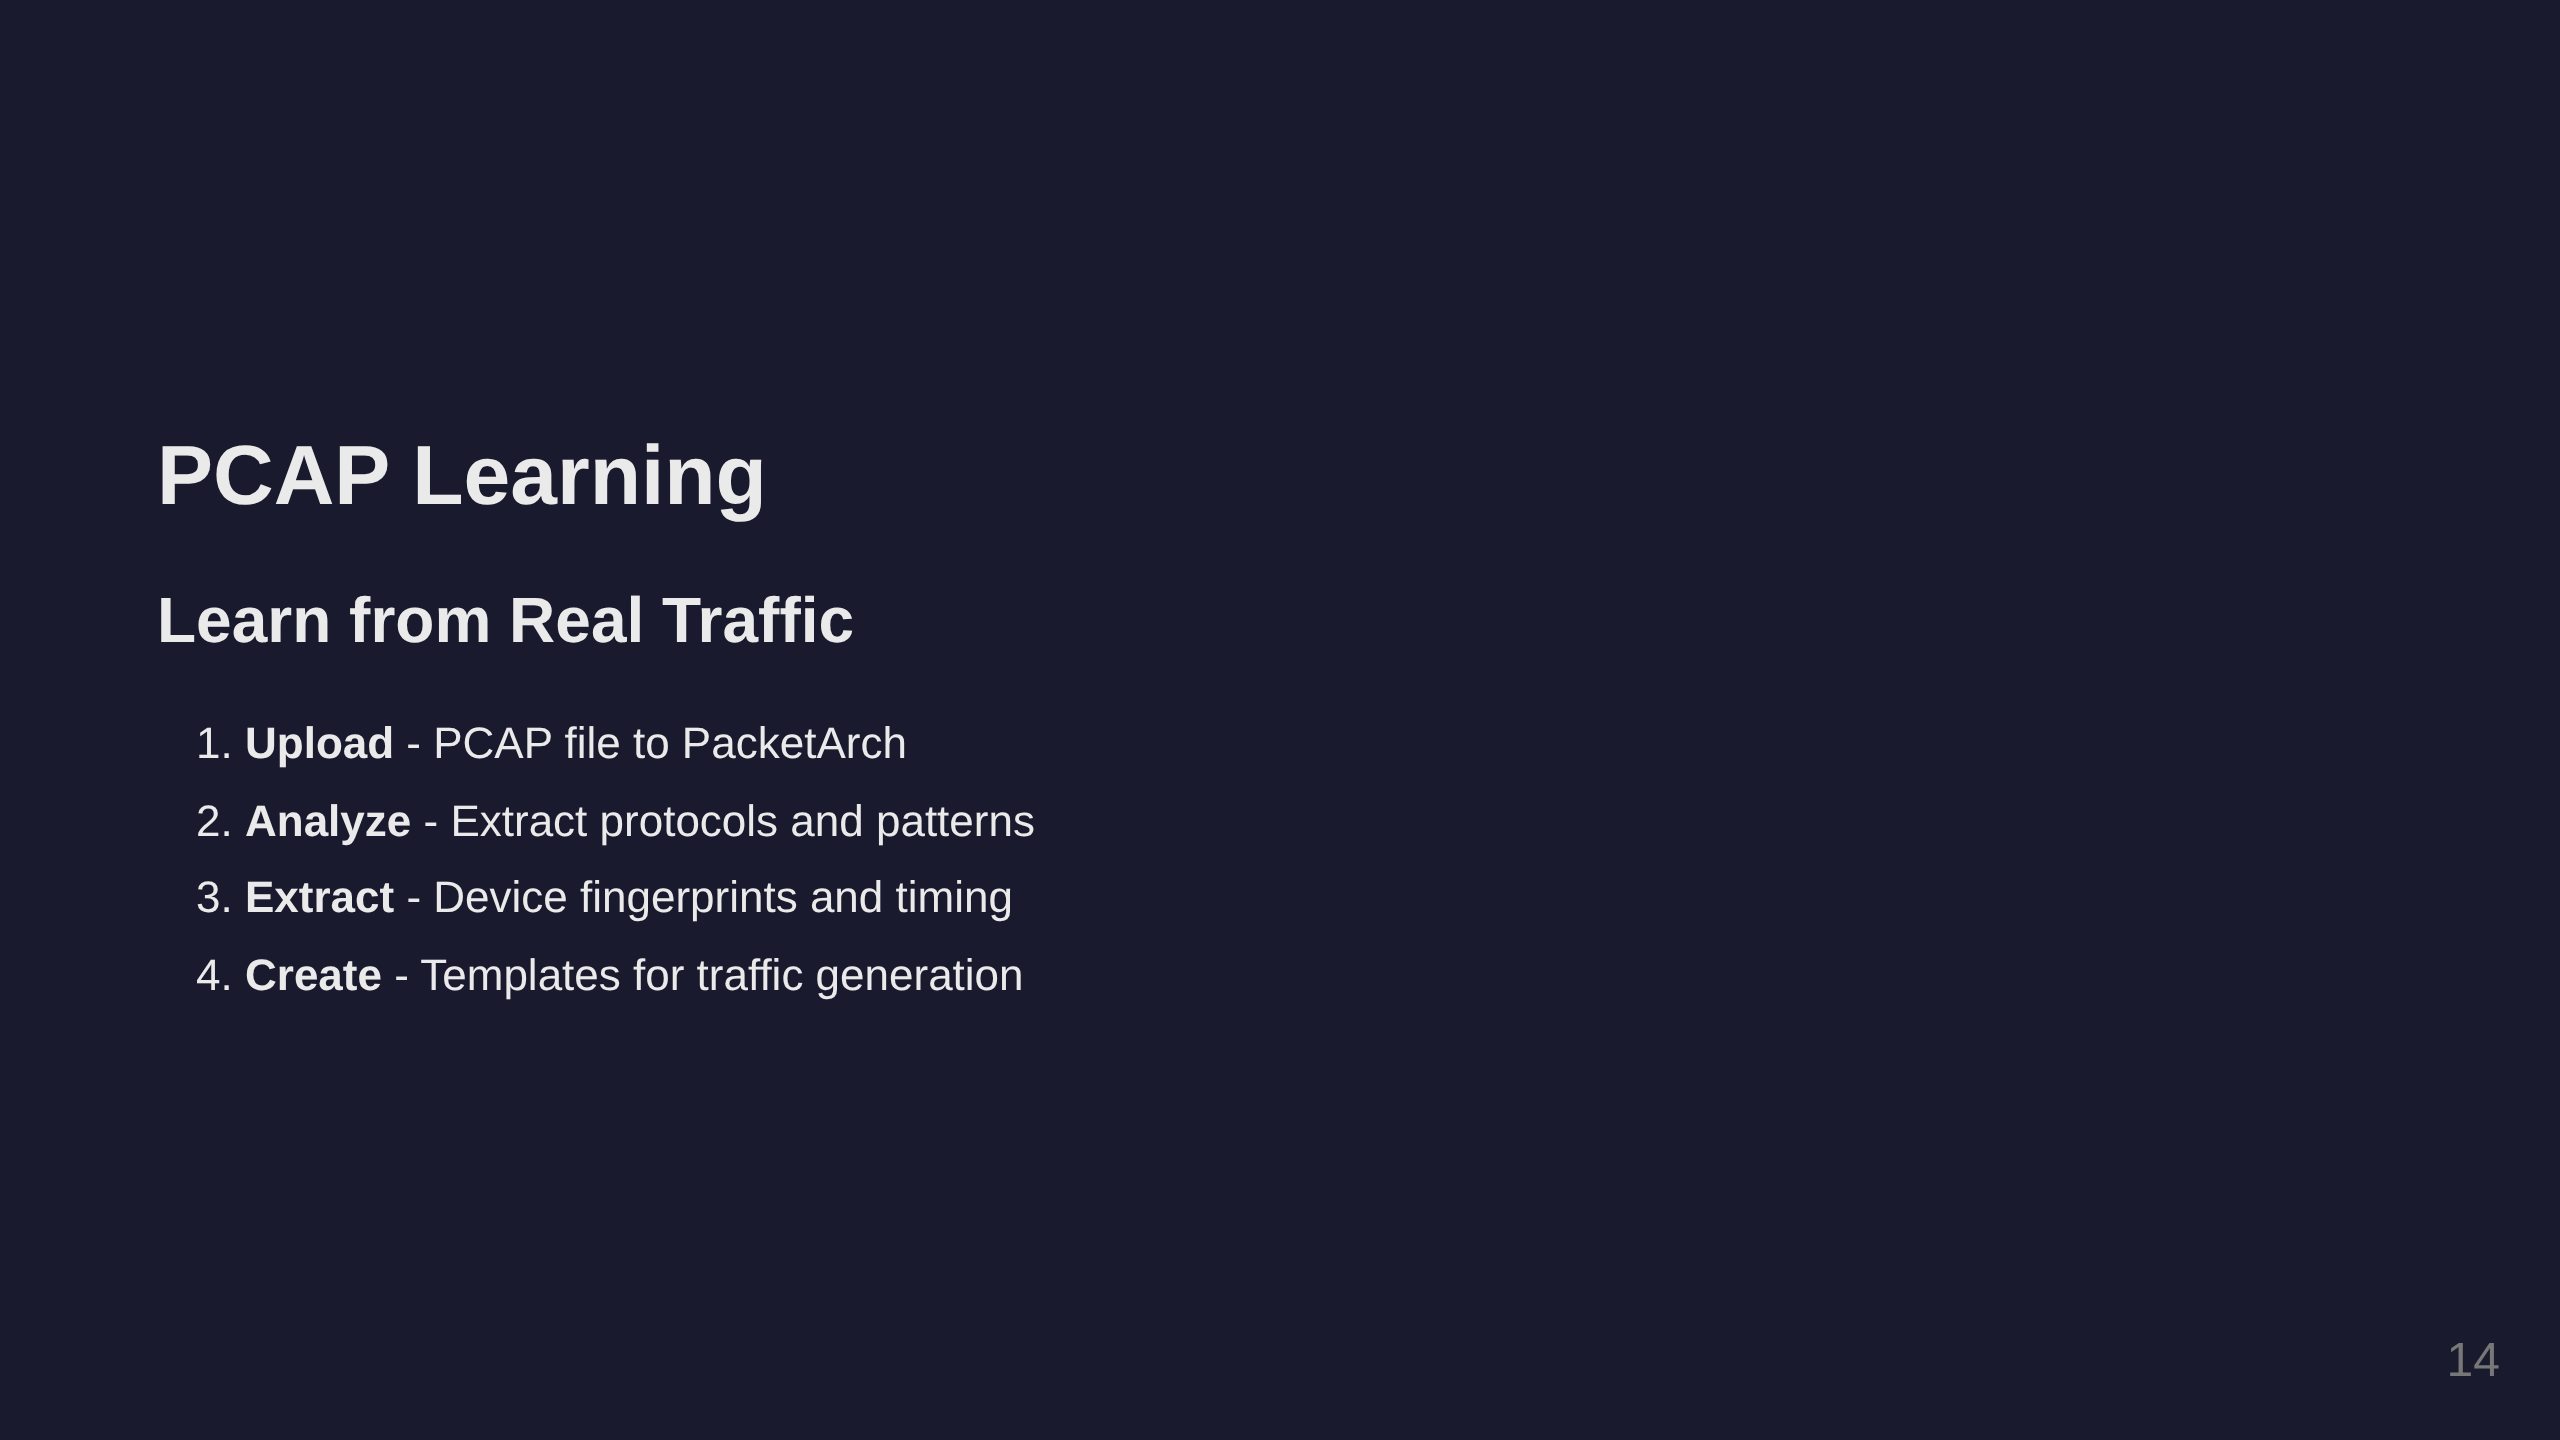 PCAP Learning
Learn from Real Traffic
1. Upload - PCAP file to PacketArch
2. Analyze - Extract protocols and patterns
3. Extract - Device fingerprints and timing
4. Create - Templates for traffic generation
14